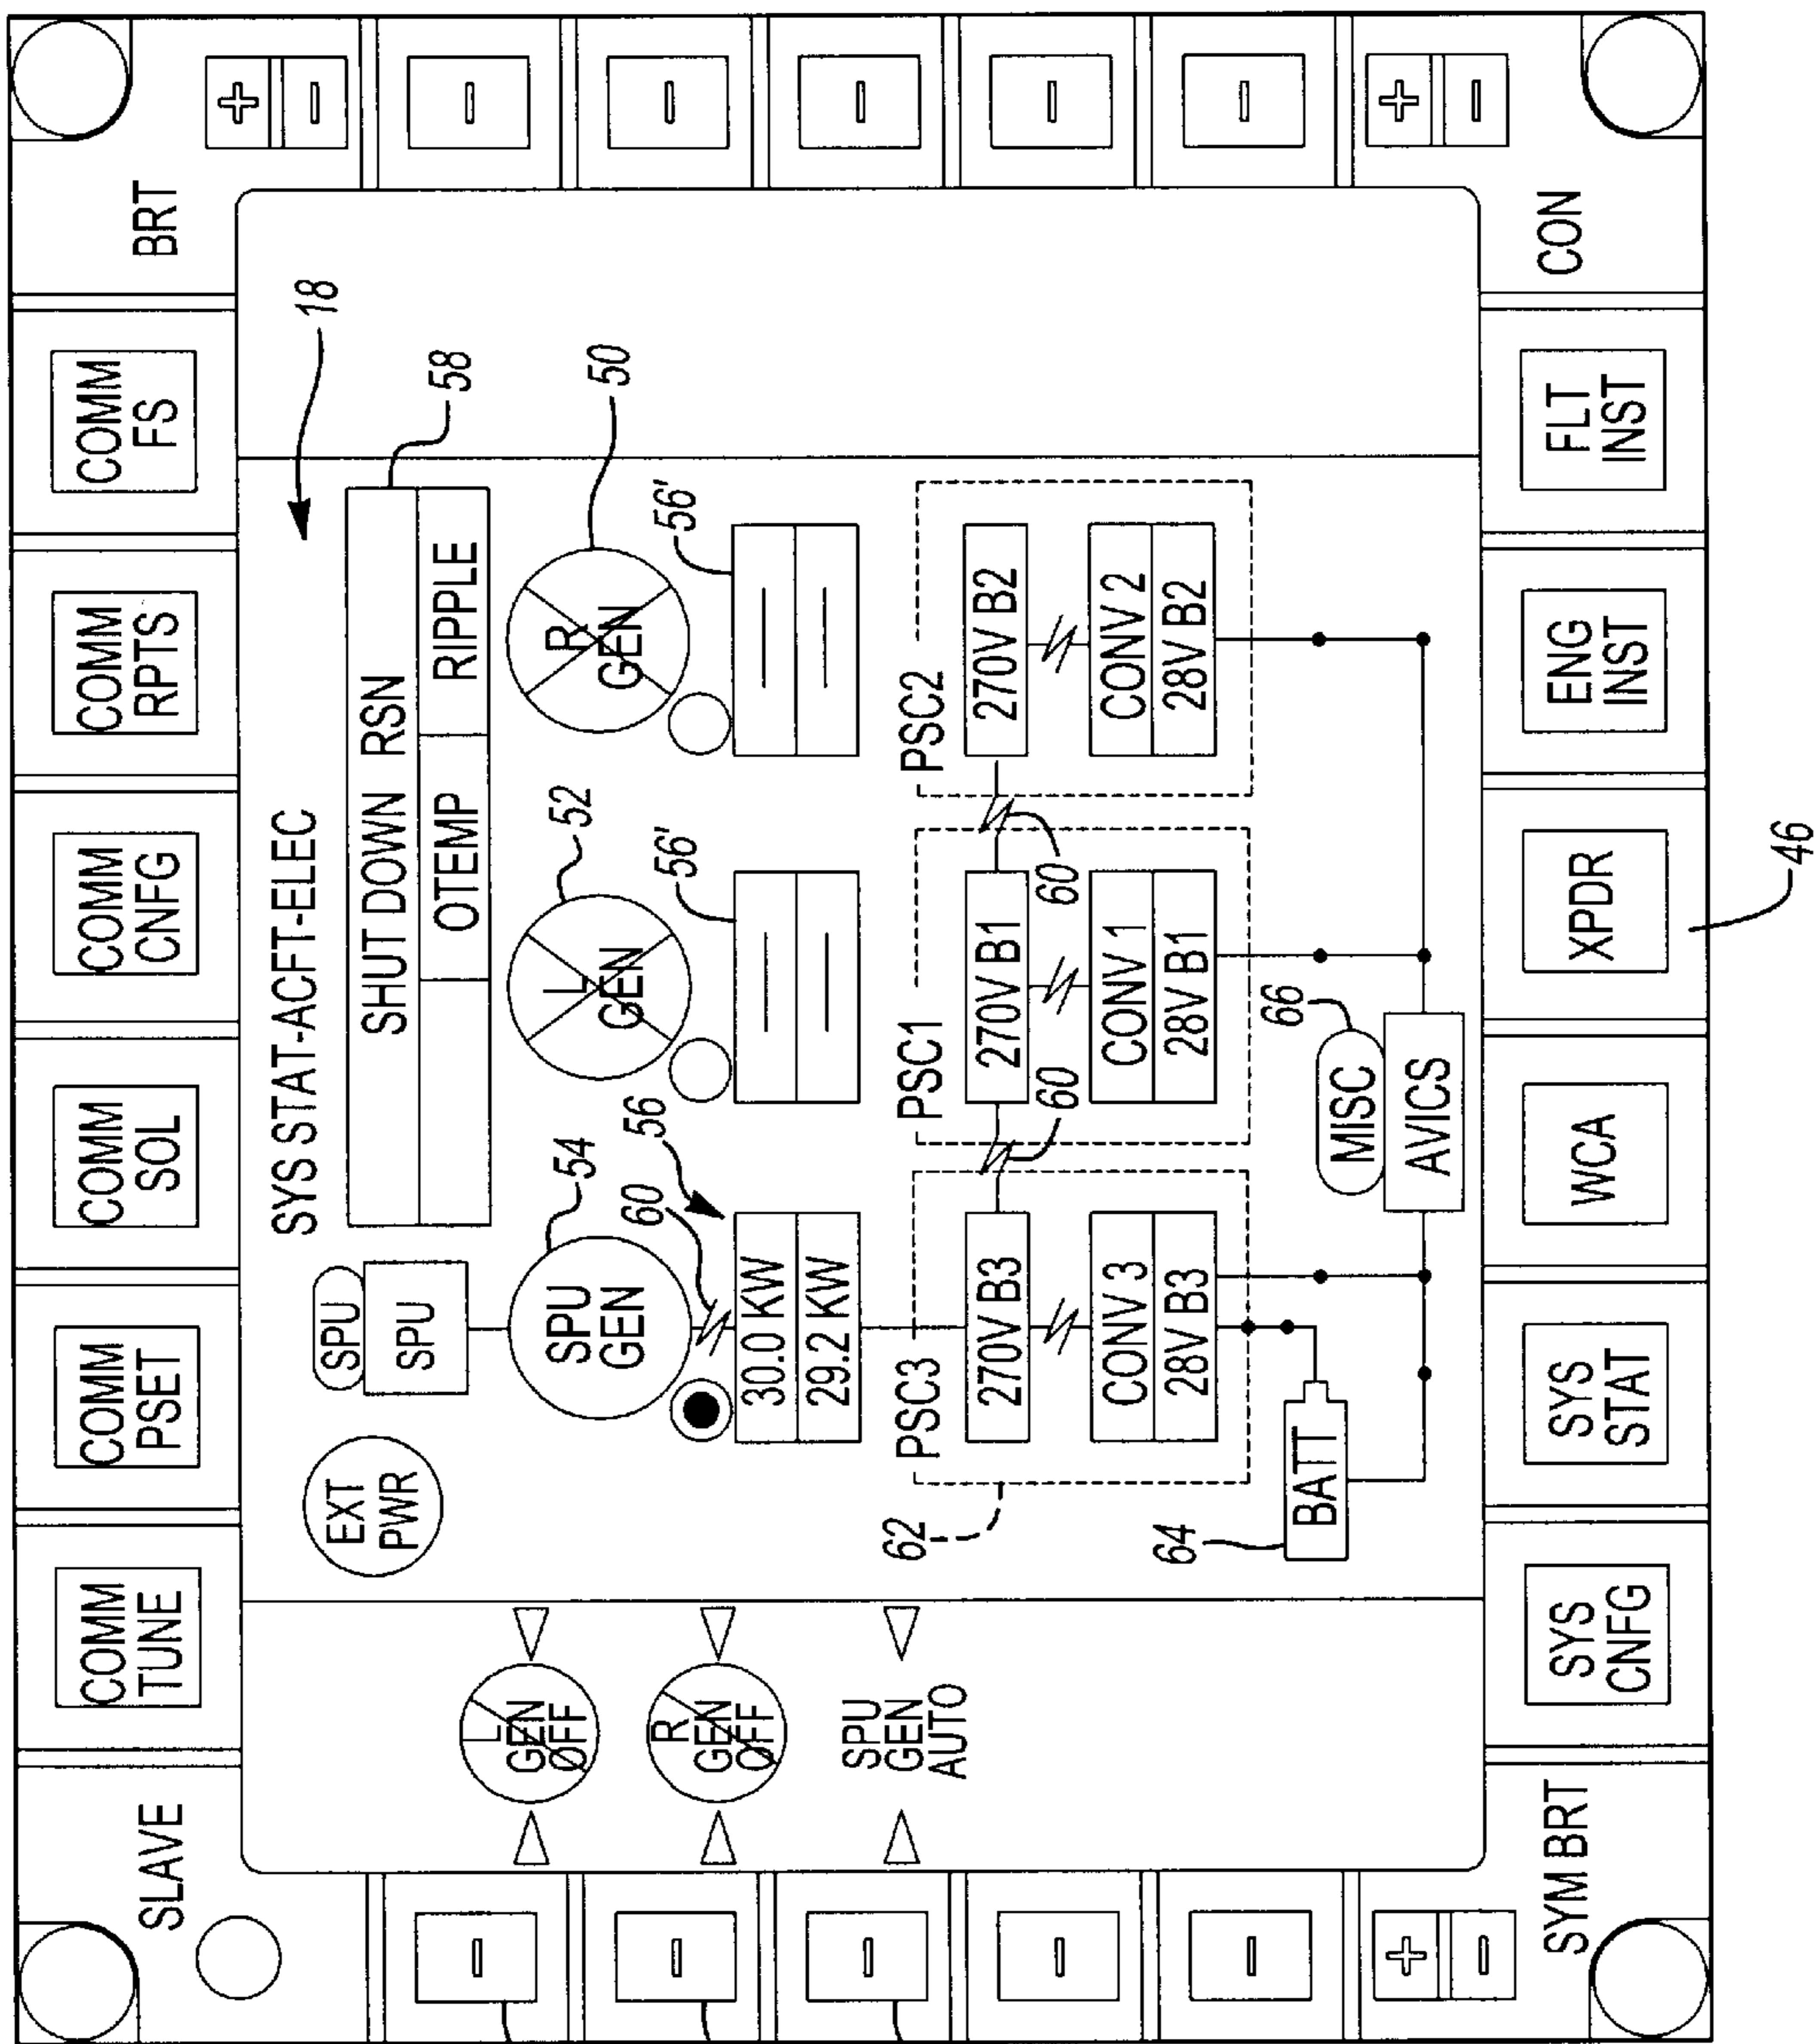 SLAVE
COMM
TUNE
COMM
PSET
COMM
SOL
COMM
CNFG
COMM
RPTS
COMM
FS
BRT
+
−
−
−
−
−
−
+
−
18
SYS STAT-ACFT-ELEC
SHUT DOWN RSN
OTEMP
RIPPLE
58
EXT
PWR
SPU
SPU
SPU
GEN
54
L
GEN
52
R
GEN
50
L
GEN
OFF
R
GEN
OFF
SPU
GEN
AUTO
60
56
30.0 KW
29.2 KW
56'
56'
PSC3
270V B3
CONV 3
28V B3
PSC1
270V B1
CONV 1
28V B1
PSC2
270V B2
CONV 2
28V B2
60
60
62
64
BATT
MISC
66
AVICS
−
−
−
−
−
+
−
SYM BRT
SYS
CNFG
SYS
STAT
WCA
XPDR
ENG
INST
FLT
INST
CON
46